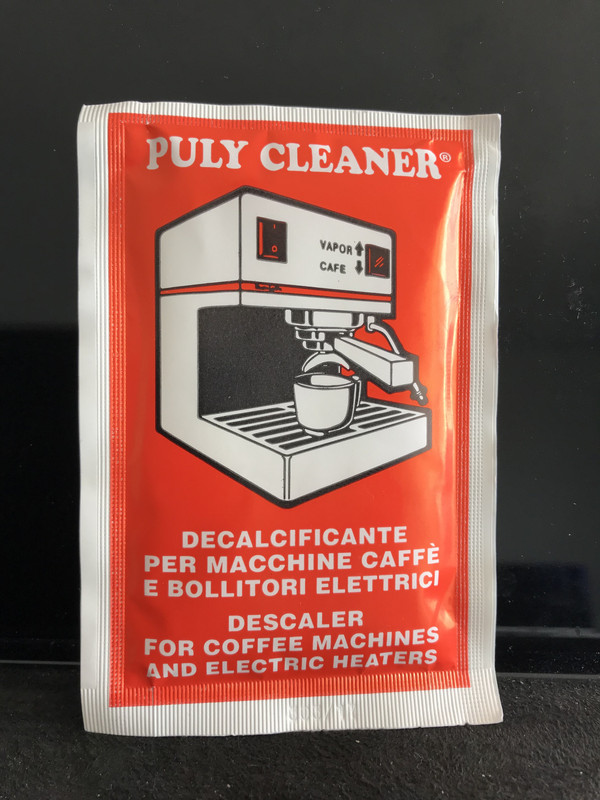 PULY CLEANER®
VAPOR
CAFE
DECALCIFICANTE
PER MACCHINE CAFFÈ
E BOLLITORI ELETTRICI
DESCALER
FOR COFFEE MACHINES
AND ELECTRIC HEATERS